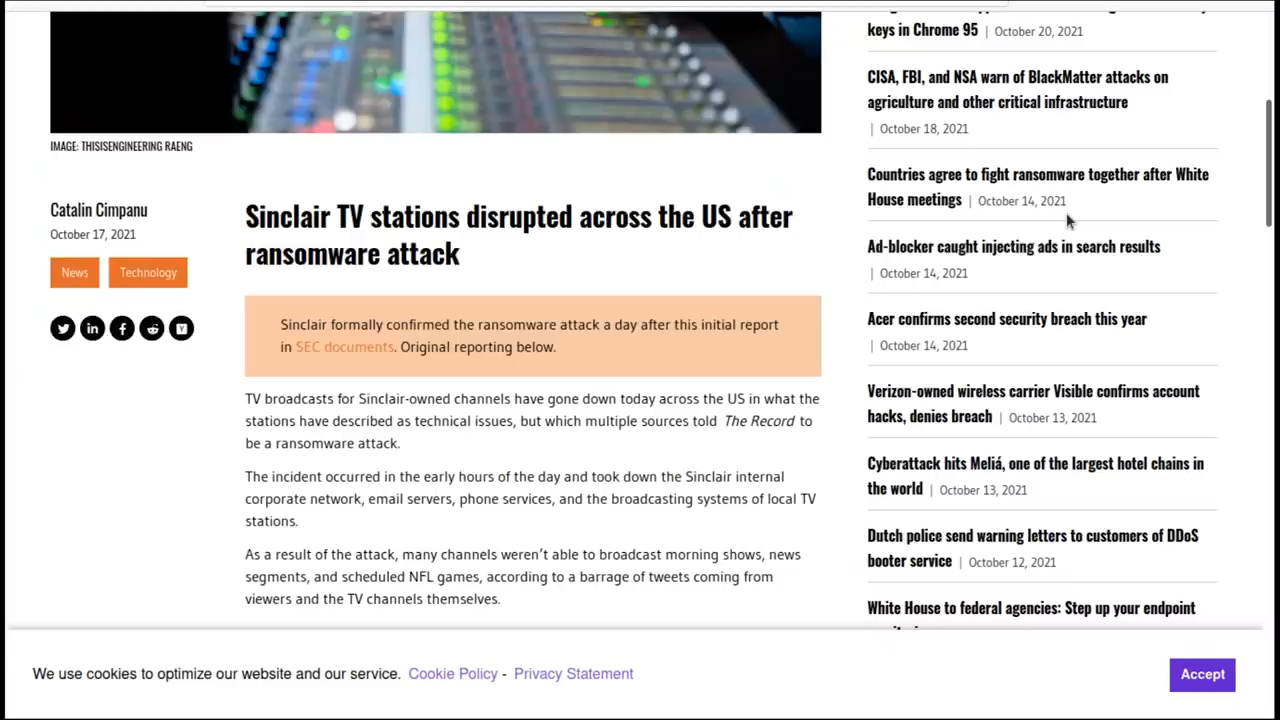 IMAGE: THISISENGINEERING RAENG
Catalin Cimpanu
October 17, 2021
News
Technology
Sinclair TV stations disrupted across the US after
ransomware attack
Sinclair formally confirmed the ransomware attack a day after this initial report
in SEC documents. Original reporting below.
TV broadcasts for Sinclair-owned channels have gone down today across the US in what the
stations have described as technical issues, but which multiple sources told The Record to
be a ransomware attack.
The incident occurred in the early hours of the day and took down the Sinclair internal
corporate network, email servers, phone services, and the broadcasting systems of local TV
stations.
As a result of the attack, many channels weren't able to broadcast morning shows, news
segments, and scheduled NFL games, according to a barrage of tweets coming from
viewers and the TV channels themselves.
keys in Chrome 95 | October 20, 2021
CISA, FBI, and NSA warn of BlackMatter attacks on
agriculture and other critical infrastructure
| October 18, 2021
Countries agree to fight ransomware together after White
House meetings | October 14, 2021
Ad-blocker caught injecting ads in search results
| October 14, 2021
Acer confirms second security breach this year
| October 14, 2021
Verizon-owned wireless carrier Visible confirms account
hacks, denies breach | October 13, 2021
Cyberattack hits Meliá, one of the largest hotel chains in
the world | October 13, 2021
Dutch police send warning letters to customers of DDoS
booter service | October 12, 2021
White House to federal agencies: Step up your endpoint
We use cookies to optimize our website and our service. Cookie Policy - Privacy Statement
Accept